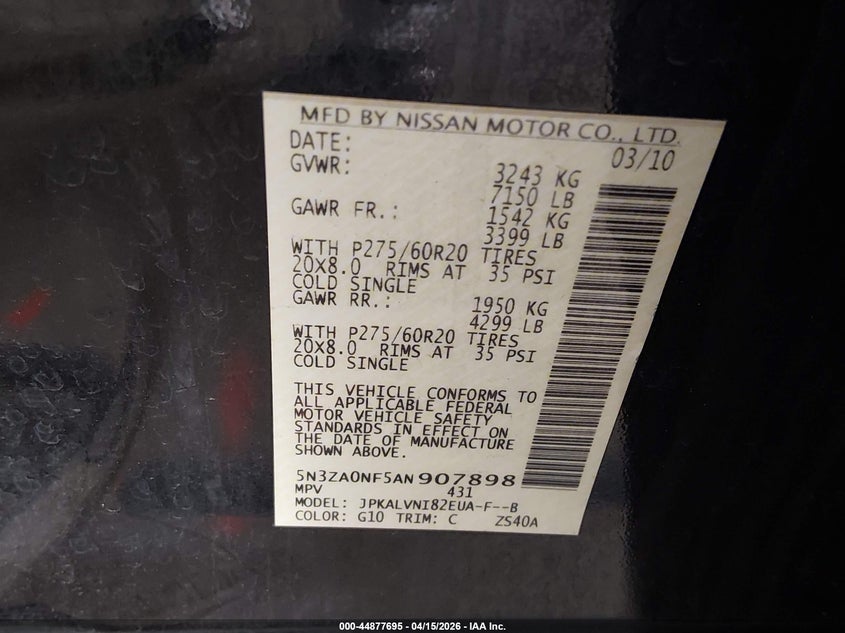 MFD BY NISSAN MOTOR CO., LTD.
DATE: 03/10
GVWR: 3243 KG
7150 LB
GAWR FR.: 1542 KG
3399 LB
WITH P275/60R20 TIRES
20X8.0 RIMS AT 35 PSI
COLD SINGLE
GAWR RR.: 1950 KG
4299 LB
WITH P275/60R20 TIRES
20X8.0 RIMS AT 35 PSI
COLD SINGLE
THIS VEHICLE CONFORMS TO
ALL APPLICABLE FEDERAL
MOTOR VEHICLE SAFETY
STANDARDS IN EFFECT ON
THE DATE OF MANUFACTURE
SHOWN ABOVE.
5N3ZA0NF5AN907898
MPV 431
MODEL: JPKALVNI82EUA-F--B
COLOR: G10 TRIM: C ZS40A
000-44877695 - 04/15/2026 - IAA Inc.